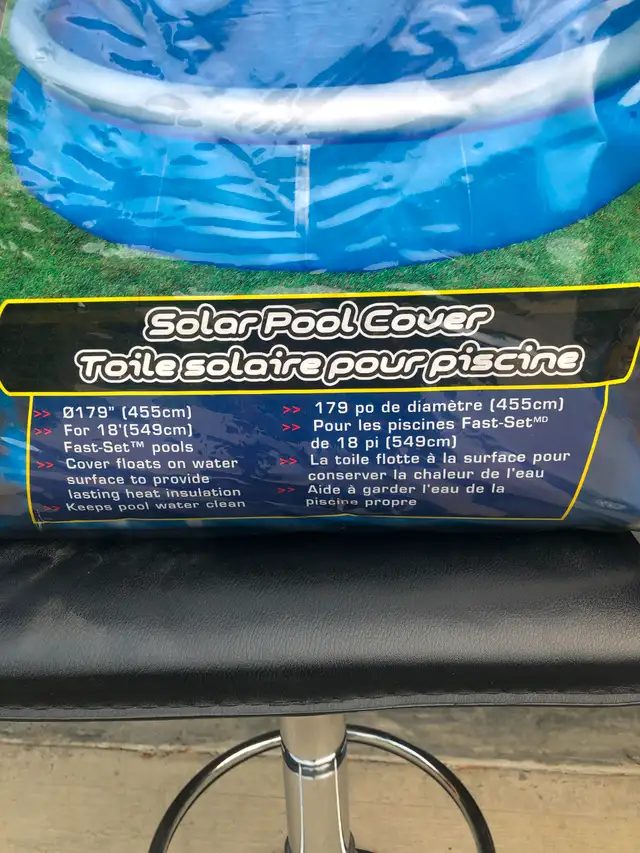 Solar Pool Cover
Toile solaire pour piscine
>> Ø179" (455cm)
>> For 18'(549cm)
Fast-Set™ pools
>> Cover floats on water
surface to provide
lasting heat insulation
>> Keeps pool water clean
>> 179 po de diamètre (455cm)
>> Pour les piscines Fast-Set^MD
de 18 pi (549cm)
>> La toile flotte à la surface pour
conserver la chaleur de l'eau
>> Aide à garder l'eau de la
piscine propre